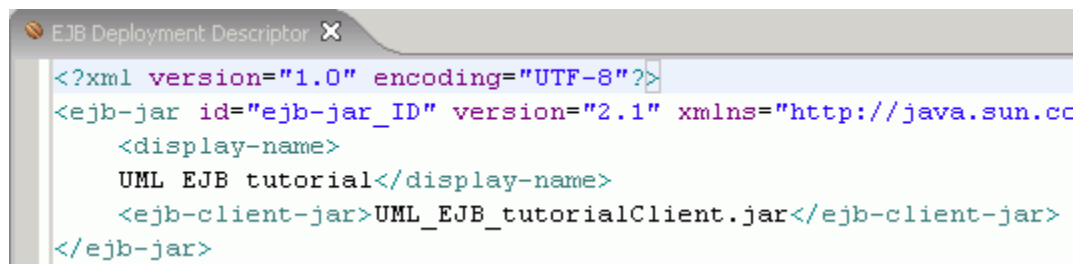 EJB Deployment Descriptor
<?xml version="1.0" encoding="UTF-8"?>
<ejb-jar id="ejb-jar_ID" version="2.1" xmlns="http://java.sun.co
<display-name>
UML EJB tutorial</display-name>
<ejb-client-jar>UML_EJB_tutorialClient.jar</ejb-client-jar>
</ejb-jar>